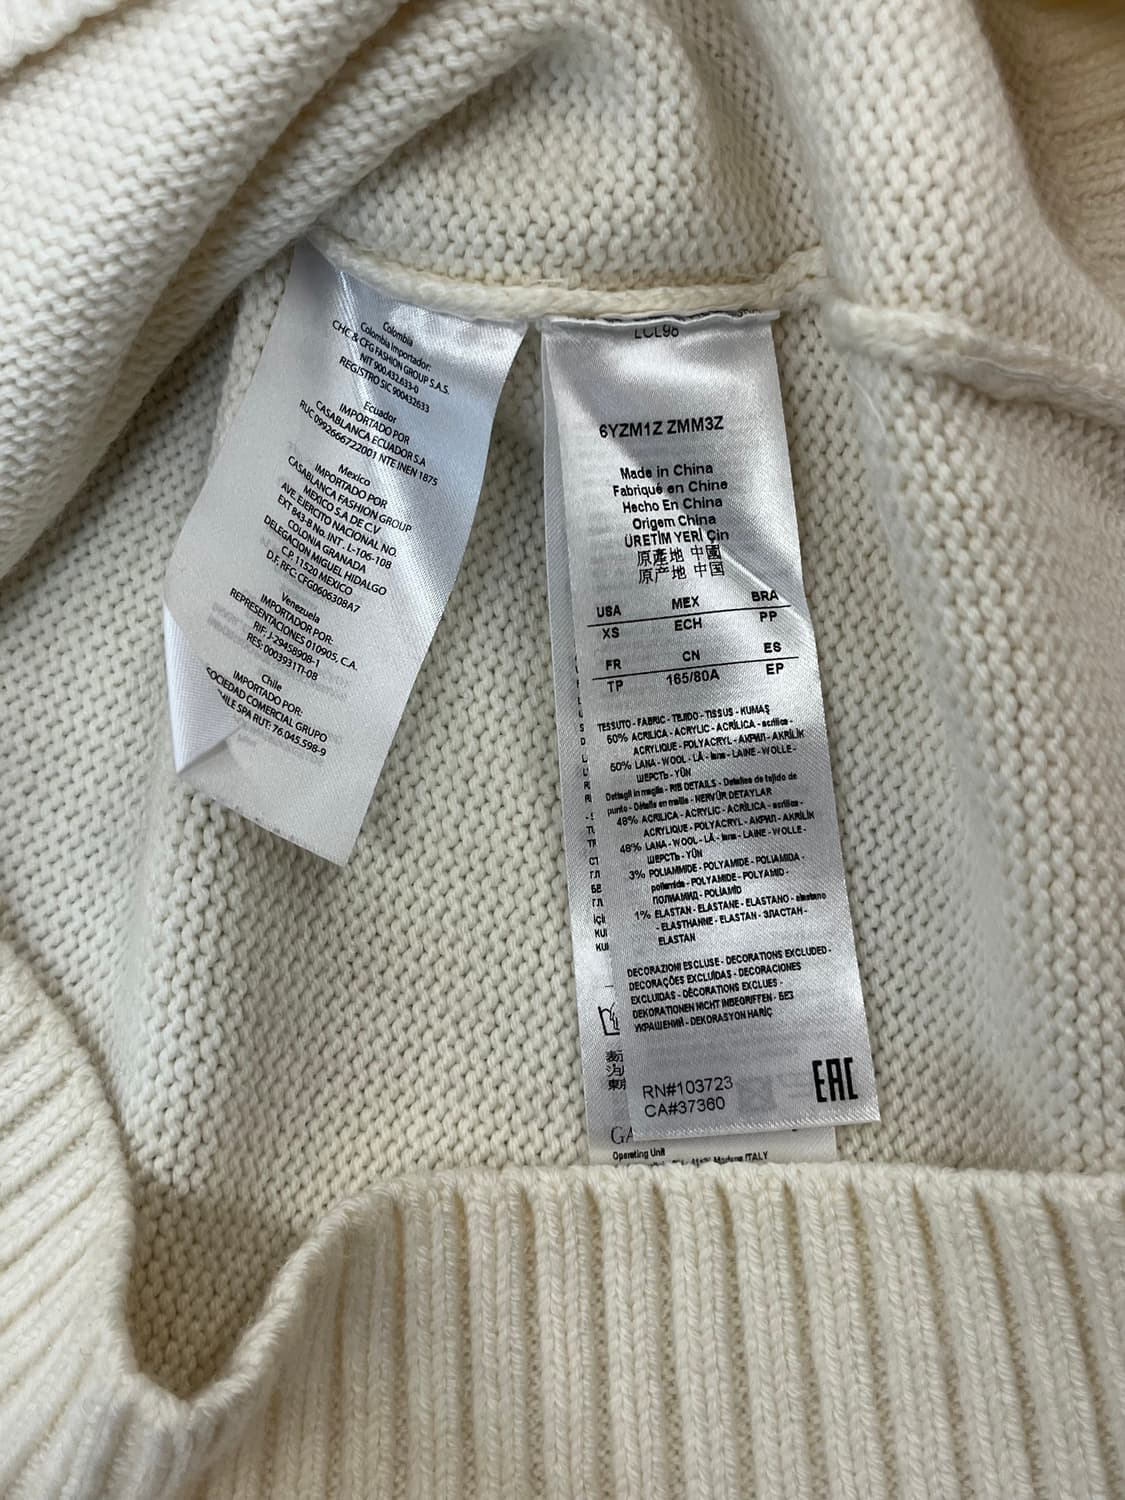 Colombia
Colombia Importador:
CHC & CFG FASHION GROUP S.A.S.
NIT 900.432.633-0
REGISTRO SIC 900432633
Ecuador
IMPORTADO POR
CASABLANCA ECUADOR S.A
RUC 0992666722001 NTE INEN 1875
Mexico
IMPORTADO POR
CASABLANCA FASHION GROUP
MEXICO S.A DE C.V
AVE. EJERCITO NACIONAL NO.
EXT 843-B No. INT. L-106-108
COLONIA GRANADA
DELEGACION MIGUEL HIDALGO
C.P. 11520 MEXICO
D.F. RFC: CFG0606308A7
Venezuela
IMPORTADOR POR:
REPRESENTACIONES 010905, C.A.
RIF: J-29458908-1
RES: 0003931TI-08
Chile
IMPORTADO POR:
SOCIEDAD COMERCIAL GRUPO
CHILE SPA RUT: 76.045.598-9
6YZM1Z ZMM3Z
Made in China
Fabriqué en Chine
Hecho En China
Origem China
ÜRETİM YERİ Çin
原產地 中國
原产地 中国
USA MEX BRA
XS ECH PP
FR CN ES
TP 165/80A EP
TESSUTO - FABRIC - TEJIDO - TISSUS - KUMAŞ
50% ACRILICA - ACRYLIC - ACRÍLICA - acrílica -
ACRYLIQUE - POLYACRYL - АКРИЛ - AKRİLİK
50% LANA - WOOL - LÃ - lana - LAINE - WOLLE -
ШЕРСТЬ - YÜN
Dettagli in maglia - RIB DETAILS - Detalles de tejido de
punto - Détails en maille - NERVÜR DETAYLAR
48% ACRILICA - ACRYLIC - ACRÍLICA - acrílica -
ACRYLIQUE - POLYACRYL - АКРИЛ - AKRİLİK
48% LANA - WOOL - LÃ - lana - LAINE - WOLLE -
ШЕРСТЬ - YÜN
3% POLIAMMIDE - POLYAMIDE - POLIAMIDA -
poliamida - POLYAMIDE - POLYAMID -
ПОЛИАМИД - POLİAMİD
1% ELASTAN - ELASTANE - ELASTANO - elastano
- ELASTHANNE - ELASTAN - ЭЛАСТАН -
ELASTAN
DECORAZIONI ESCLUSE - DECORATIONS EXCLUDED -
DECORAÇÕES EXCLUÍDAS - DECORACIONES
EXCLUIDAS - DÉCORATIONS EXCLUES -
DEKORATIONEN NICHT INBEGRIFFEN - БЕЗ
УКРАШЕНИЙ - DEKORASYON HARİÇ
RN#103723
CA#37360
EAC
GA
Operating Unit
ITALY